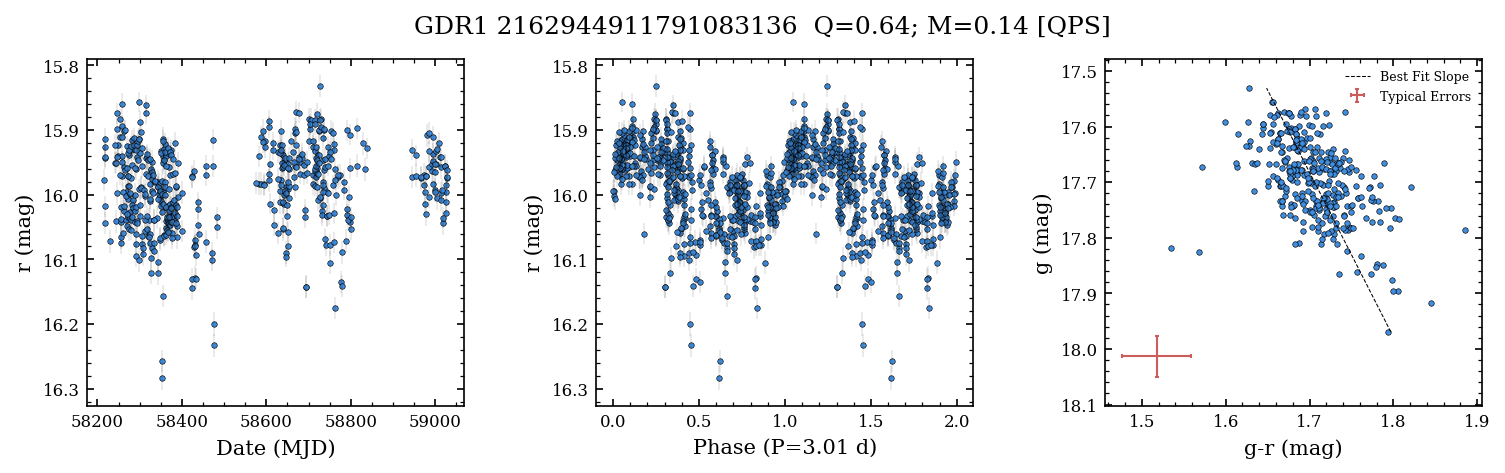 GDR1 2162944911791083136 Q=0.64; M=0.14 [QPS]
15.8
15.9
16.0
16.1
16.2
16.3
r (mag)
58200 58400 58600 58800 59000
Date (MJD)
15.8
15.9
16.0
16.1
16.2
16.3
r (mag)
0.0 0.5 1.0 1.5 2.0
Phase (P=3.01 d)
17.5
17.6
17.7
17.8
17.9
18.0
18.1
g (mag)
Best Fit Slope
Typical Errors
1.5 1.6 1.7 1.8 1.9
g-r (mag)